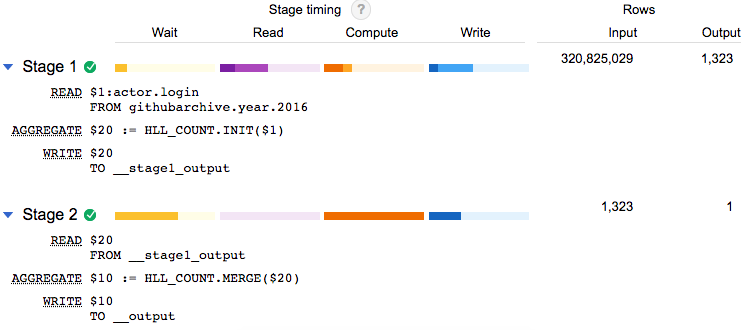 Stage timing ? Rows
Wait Read Compute Write Input Output
Stage 1 320,825,029 1,323
READ $1:actor.login
FROM githubarchive.year.2016
AGGREGATE $20 := HLL_COUNT.INIT($1)
WRITE $20
TO __stage1_output
Stage 2 1,323 1
READ $20
FROM __stage1_output
AGGREGATE $10 := HLL_COUNT.MERGE($20)
WRITE $10
TO __output